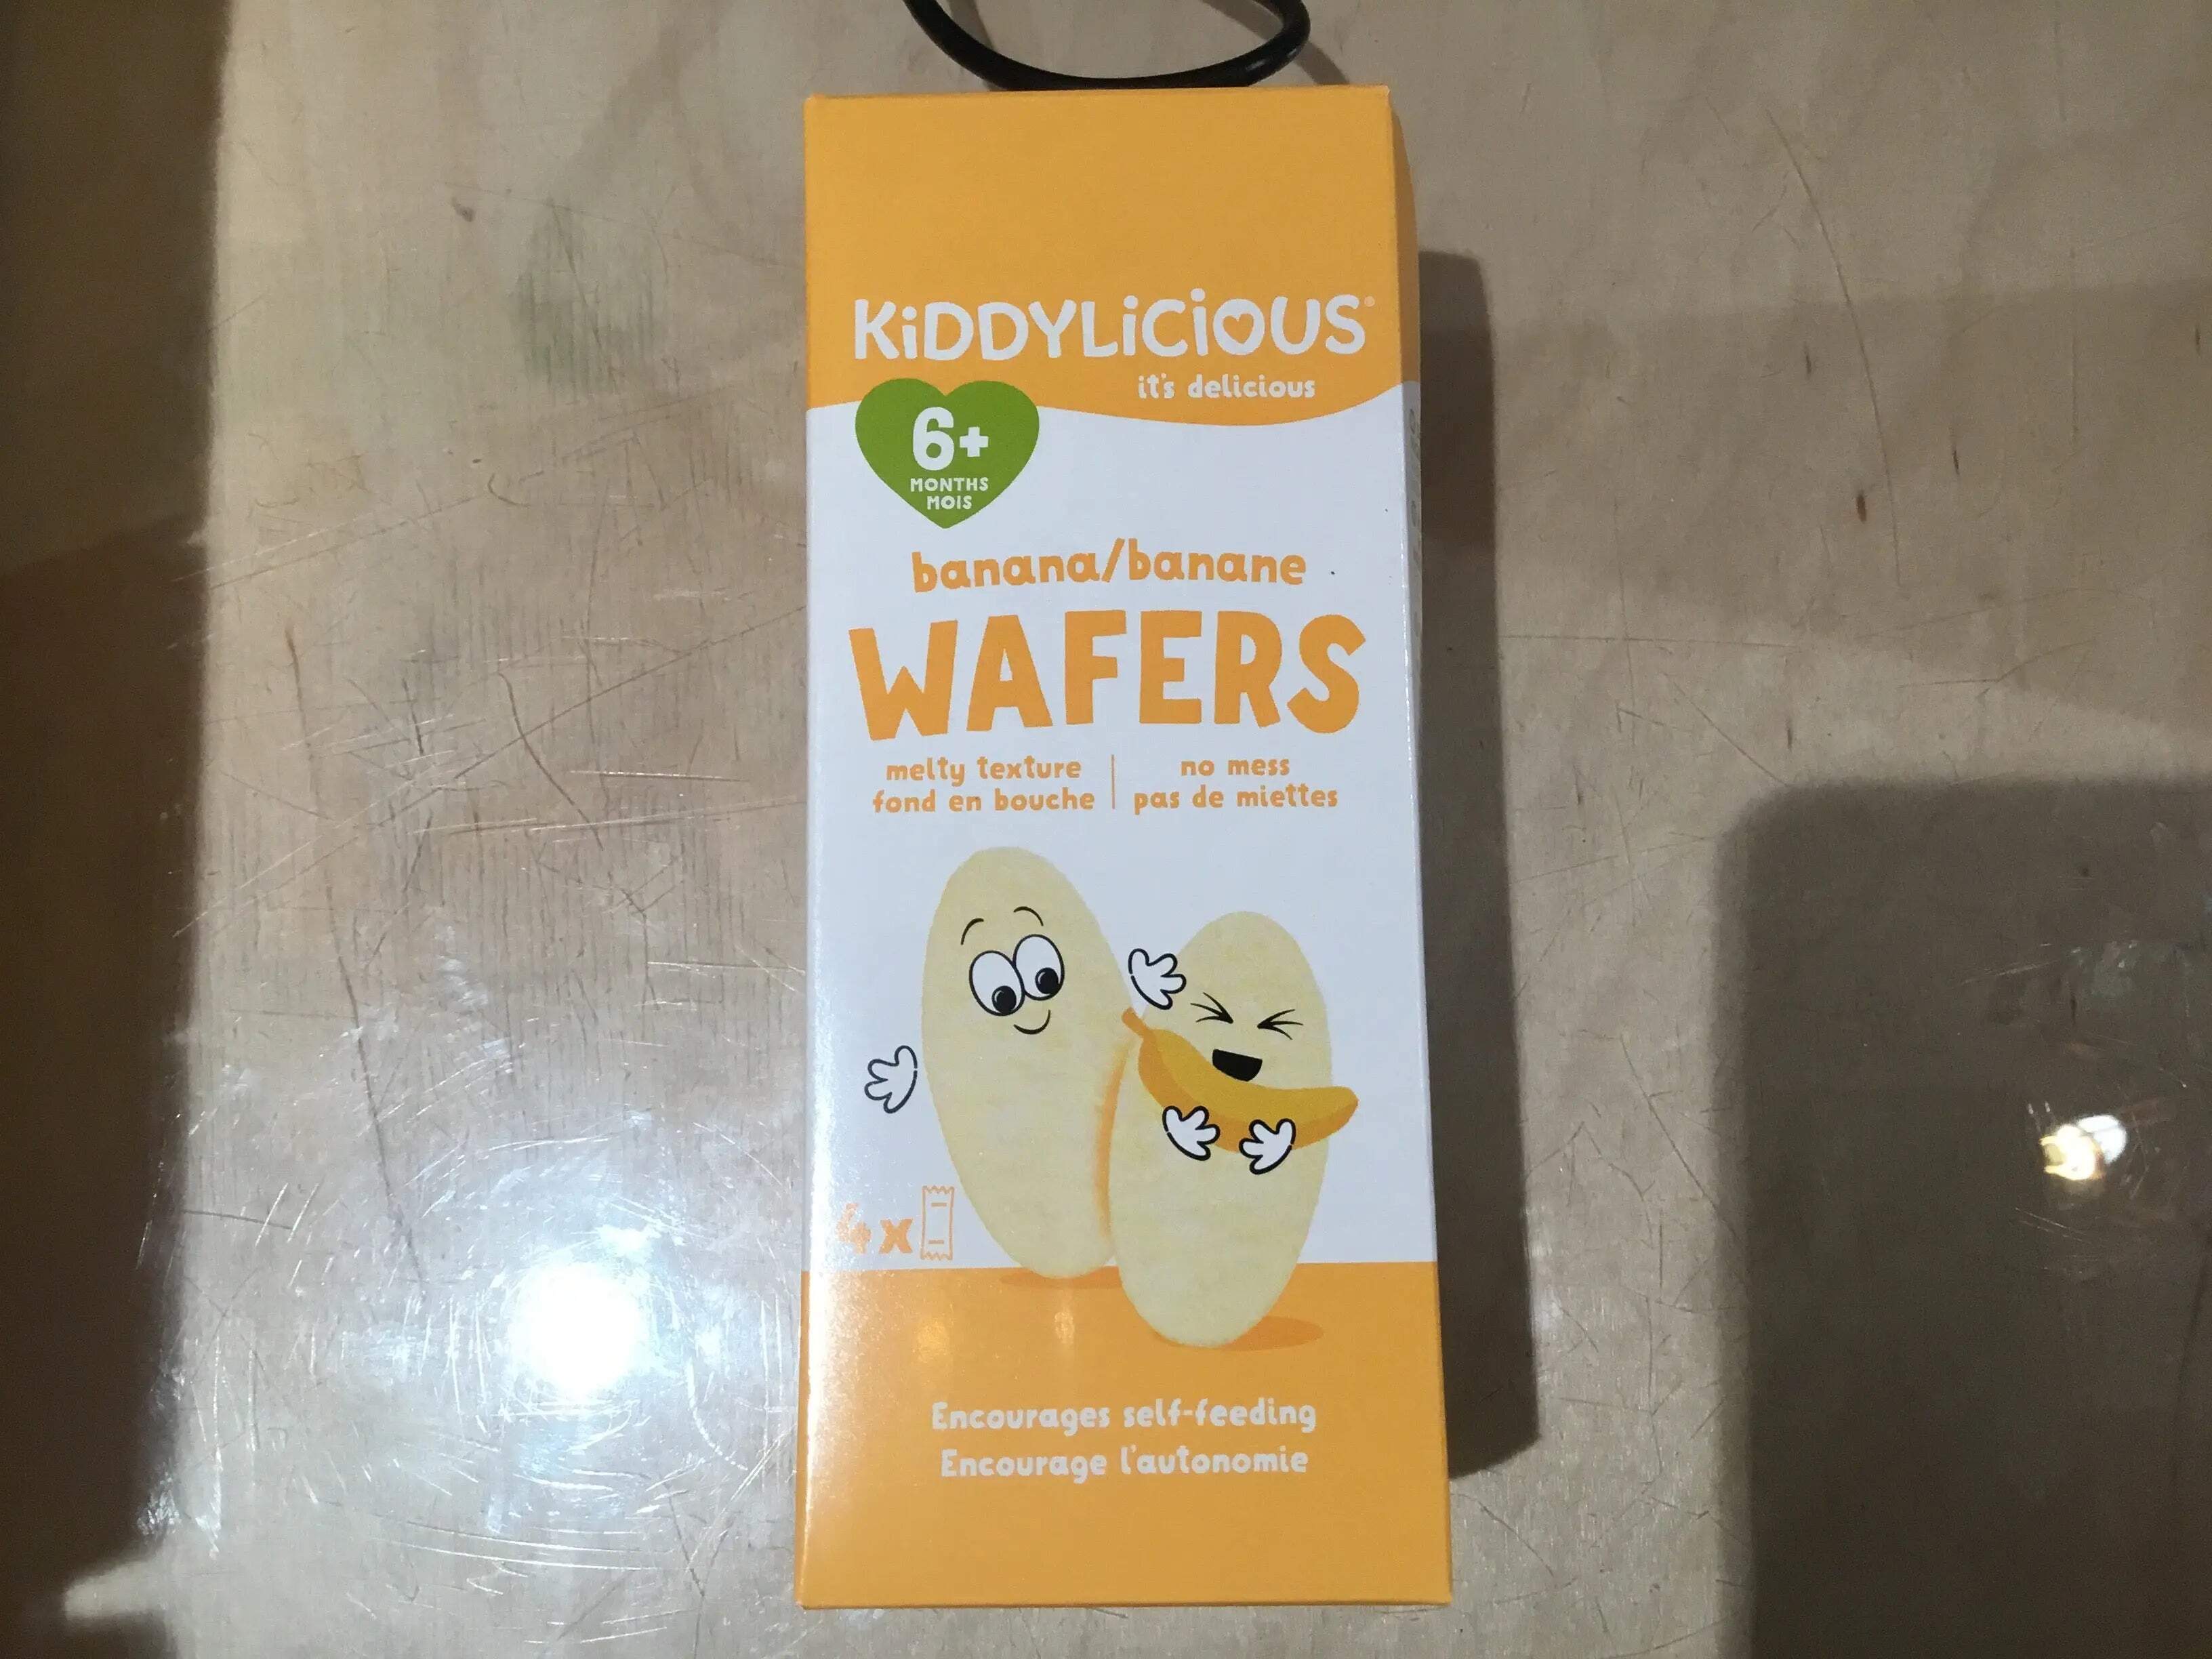 KiDDYLiCiOUS®
it's delicious
6+
MONTHS
MOIS
banana/banane
WAFERS
melty texture
fond en bouche
no mess
pas de miettes
4x
Encourages self-feeding
Encourage l'autonomie